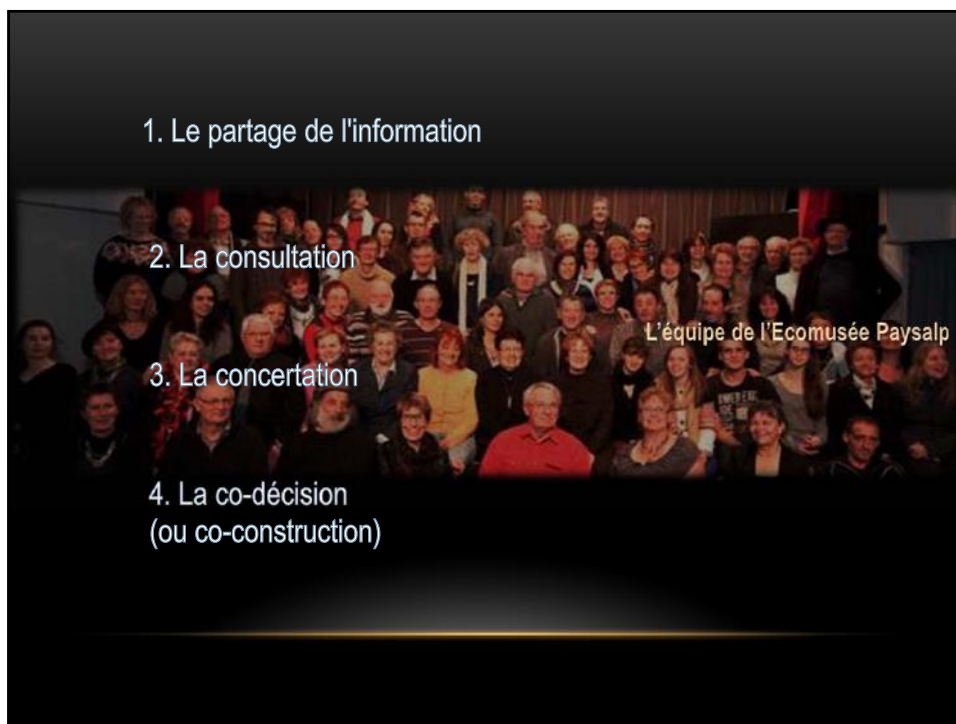 1. Le partage de l'information
2. La consultation
L'équipe de l'Ecomusée Paysalp
3. La concertation
4. La co-décision
(ou co-construction)